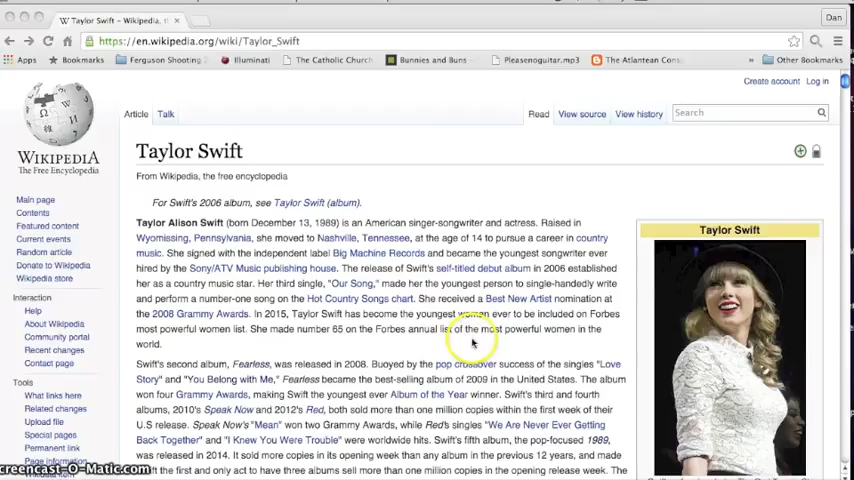 Taylor Swift – Wikipedia, th
Dan
https://en.wikipedia.org/wiki/Taylor_Swift
Apps Bookmarks Ferguson Shooting Illuminati The Catholic Church Bunnies and Buns Pleasenoguitar.mp3 The Atlantean Cons » Other Bookmarks
Create account Log in
Article Talk Read View source View history Search
WIKIPEDIA
The Free Encyclopedia
Main page
Contents
Featured content
Current events
Random article
Donate to Wikipedia
Wikipedia store
Interaction
Help
About Wikipedia
Community portal
Recent changes
Contact page
Tools
What links here
Related changes
Upload file
Special pages
Permanent link
Page information
Taylor Swift
From Wikipedia, the free encyclopedia
For Swift's 2006 album, see Taylor Swift (album).
Taylor Alison Swift (born December 13, 1989) is an American singer-songwriter and actress. Raised in
Wyomissing, Pennsylvania, she moved to Nashville, Tennessee, at the age of 14 to pursue a career in country
music. She signed with the independent label Big Machine Records and became the youngest songwriter ever
hired by the Sony/ATV Music publishing house. The release of Swift's self-titled debut album in 2006 established
her as a country music star. Her third single, "Our Song," made her the youngest person to single-handedly write
and perform a number-one song on the Hot Country Songs chart. She received a Best New Artist nomination at
the 2008 Grammy Awards. In 2015, Taylor Swift has become the youngest women ever to be included on Forbes
most powerful women list. She made number 65 on the Forbes annual list of the most powerful women in the
world.
Swift's second album, Fearless, was released in 2008. Buoyed by the pop crossover success of the singles "Love
Story" and "You Belong with Me," Fearless became the best-selling album of 2009 in the United States. The album
won four Grammy Awards, making Swift the youngest ever Album of the Year winner. Swift's third and fourth
albums, 2010's Speak Now and 2012's Red, both sold more than one million copies within the first week of their
U.S release. Speak Now's "Mean" won two Grammy Awards, while Red's singles "We Are Never Ever Getting
Back Together" and "I Knew You Were Trouble" were worldwide hits. Swift's fifth album, the pop-focused 1989,
was released in 2014. It sold more copies in its opening week than any album in the previous 12 years, and made
Swift the first and only act to have three albums sell more than one million copies in the opening release week. The
Taylor Swift
creencast-O-Matic.com